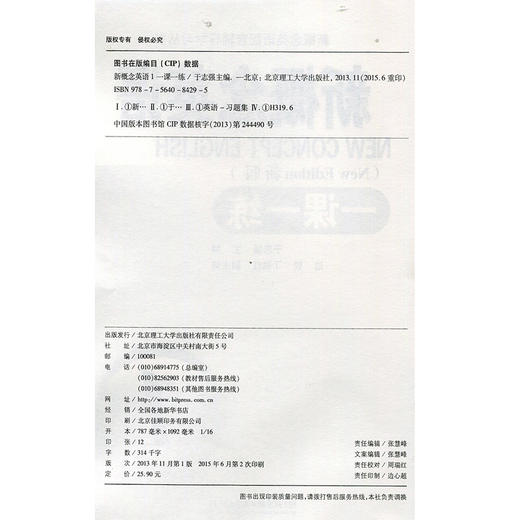 版权专有　侵权必究
图书在版编目（CIP）数据
新概念英语1一课一练/于志强主编. —北京：北京理工大学出版社，2013.11（2015.6重印）
ISBN 978-7-5640-8429-5
Ⅰ.①新… Ⅱ.①于… Ⅲ.①英语-习题集 Ⅳ.①H319.6
中国版本图书馆CIP数据核字（2013）第244490号
NEW CONCEPT ENGLISH
（New Edition 新版）
一课一练
出版发行 / 北京理工大学出版社有限责任公司
社　　址 / 北京市海淀区中关村南大街5号
邮　　编 / 100081
电　　话 / （010）68914775（总编室）
（010）82562903（教材售后服务热线）
（010）68948351（其他图书服务热线）
网　　址 / http://www.bitpress.com.cn
经　　销 / 全国各地新华书店
印　　刷 / 北京佳顺印务有限公司
开　　本 / 787毫米×1092毫米　1/16
印　　张 / 12
字　　数 / 314千字
版　　次 / 2013年11月第1版　2015年6月第2次印刷
定　　价 / 25.90元
责任编辑 / 张慧峰
文案编辑 / 张慧峰
责任校对 / 周瑞红
责任印制 / 边心超
图书出现印装质量问题，请拨打售后服务热线，本社负责调换